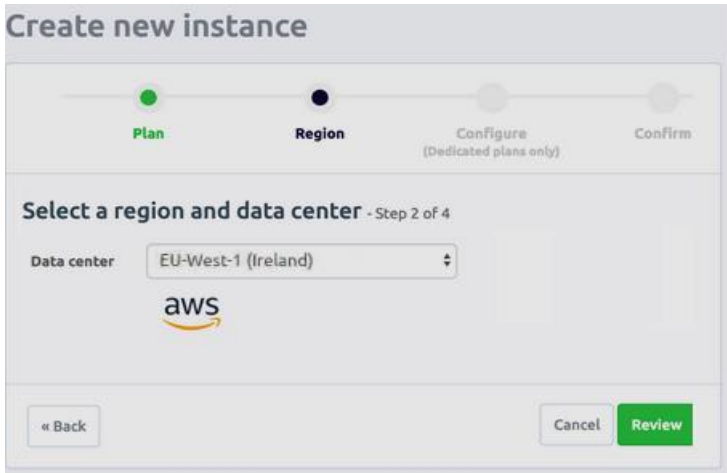 Create new instance
Plan
Region
Configure
(Dedicated plans only)
Confirm
Select a region and data center - Step 2 of 4
Data center
EU-West-1 (Ireland)
aws
« Back
Cancel
Review